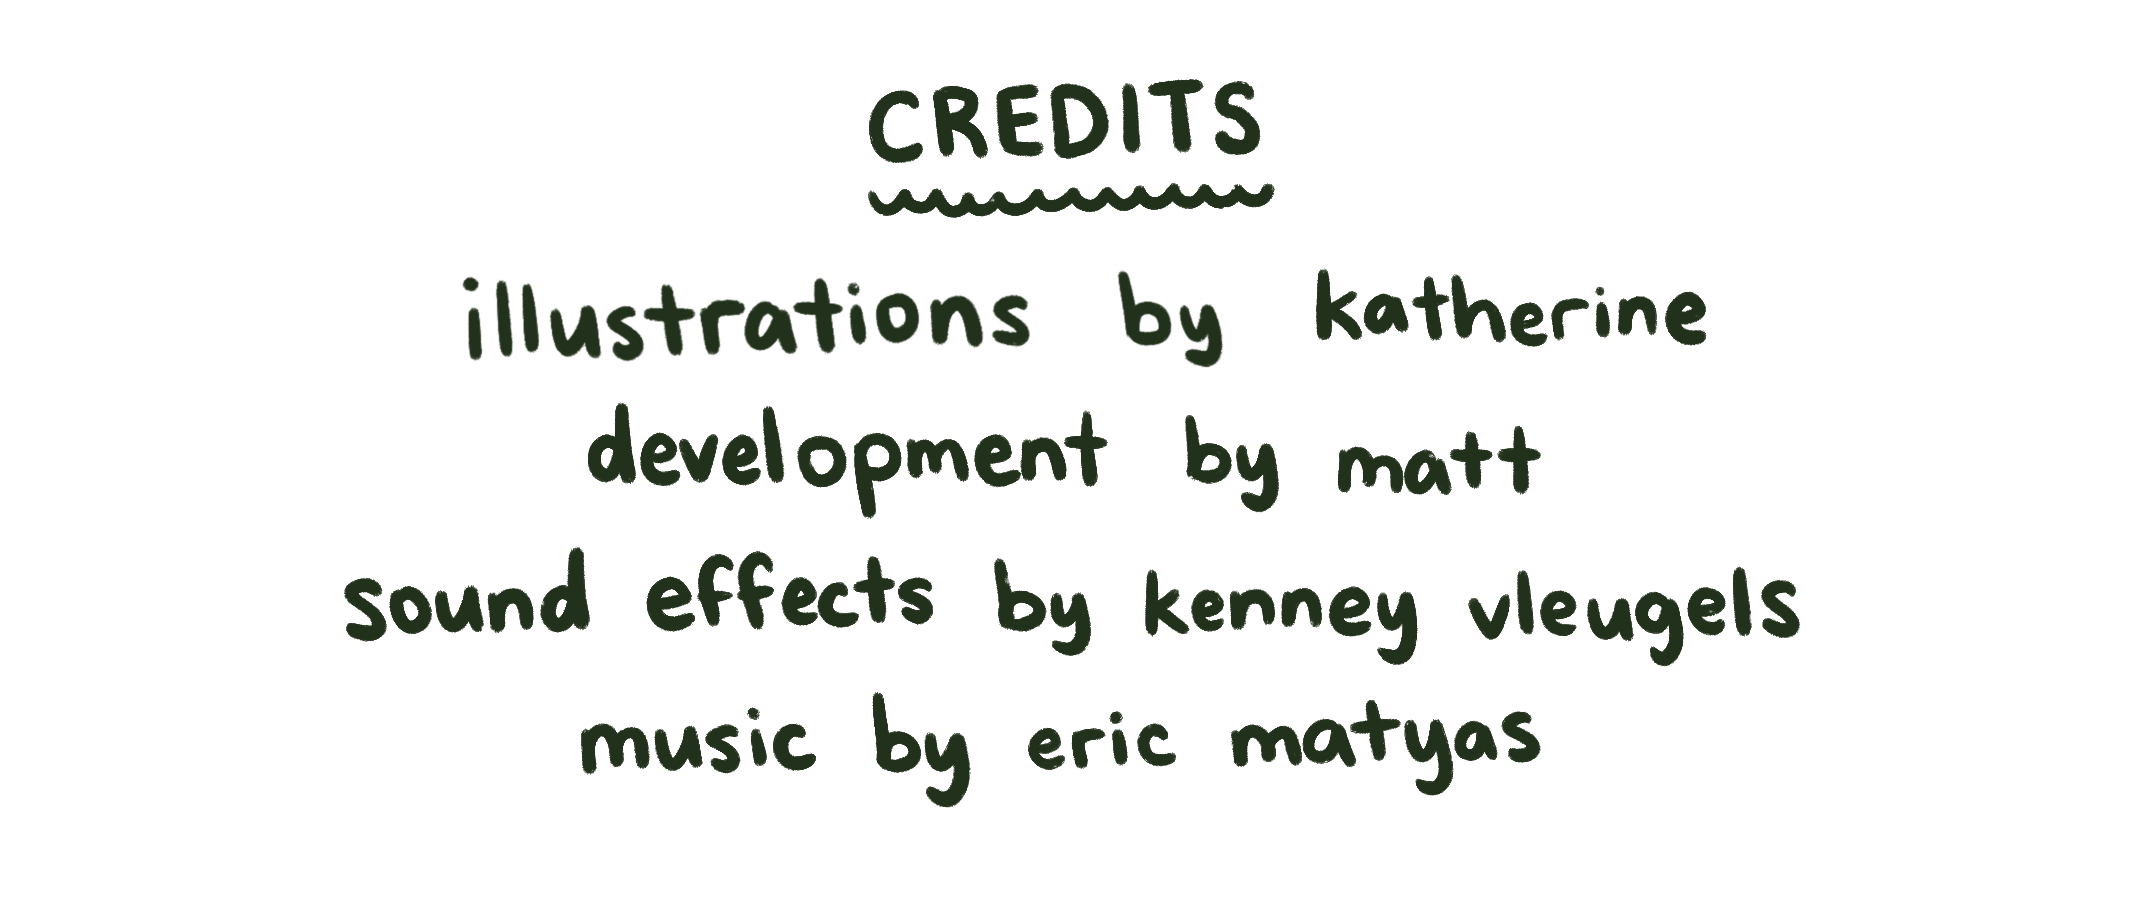 CREDITS
illustrations by katherine
development by matt
sound effects by kenney vleugels
music by eric matyas